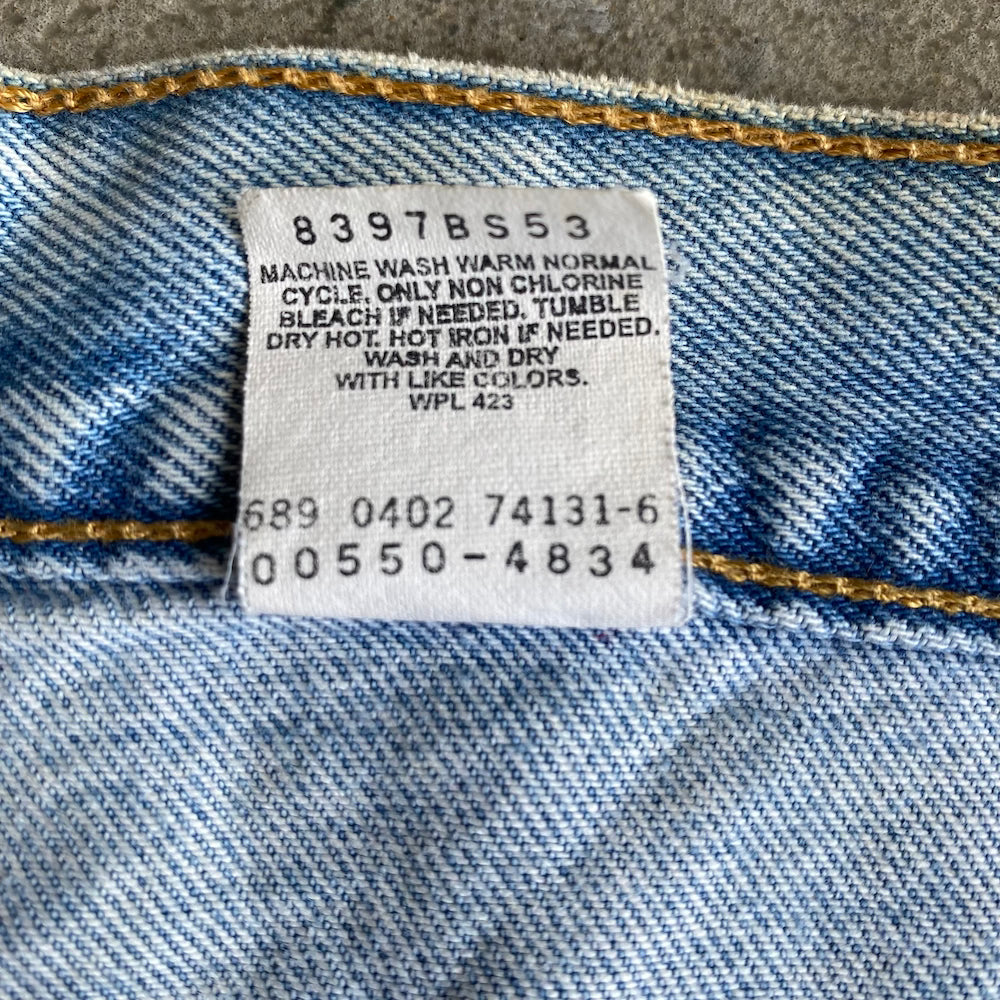 8397BS53
MACHINE WASH WARM NORMAL
CYCLE. ONLY NON CHLORINE
BLEACH IF NEEDED. TUMBLE
DRY HOT. HOT IRON IF NEEDED.
WASH AND DRY
WITH LIKE COLORS.
WPL 423
689 0402 74131-6
00550-4834